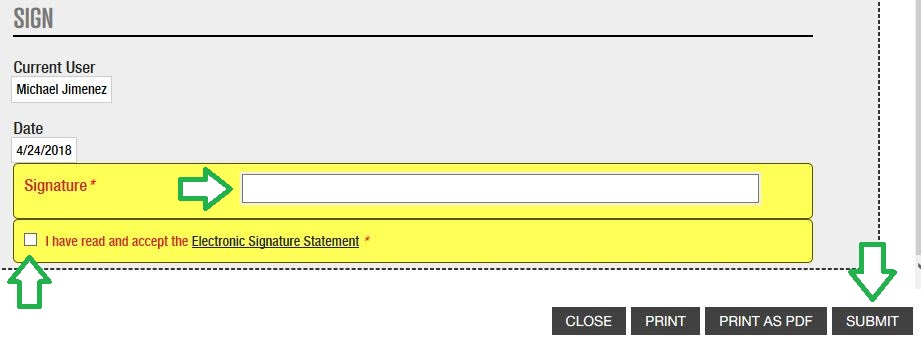 SIGN
Current User
Michael Jimenez
Date
4/24/2018
Signature *
I have read and accept the Electronic Signature Statement *
CLOSE PRINT PRINT AS PDF SUBMIT